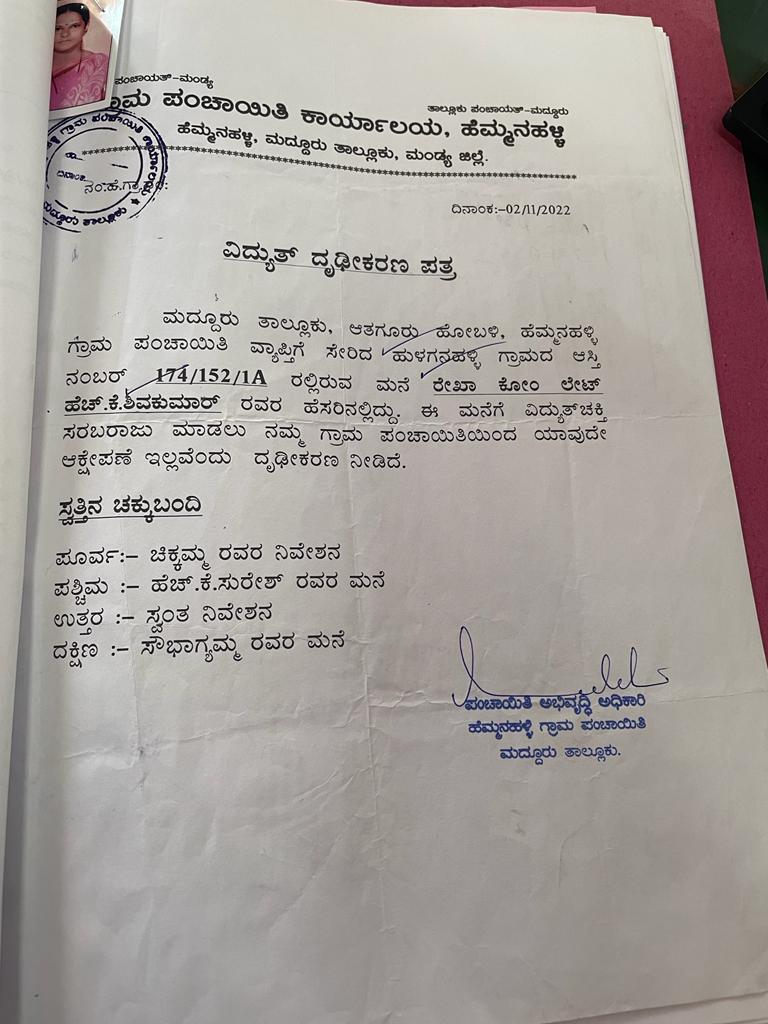 ಪಂಚಾಯತ್-ಮಂಡ್ಯ
ತಾಲ್ಲೂಕು ಪಂಚಾಯತ್-ಮದ್ದೂರು
ಗ್ರಾಮ ಪಂಚಾಯಿತಿ ಕಾರ್ಯಾಲಯ, ಹೆಮ್ಮನಹಳ್ಳಿ
ಹೆಮ್ಮನಹಳ್ಳಿ, ಮದ್ದೂರು ತಾಲ್ಲೂಕು, ಮಂಡ್ಯ ಜಿಲ್ಲೆ.
ಗ್ರಾಮ ಪಂಚಾಯಿತಿ ಕಾರ್ಯಾಲಯ
ದಿನಾಂಕ
ಮದ್ದೂರು ತಾಲ್ಲೂಕು
ನಂ:ಹೆ.ಗ್ರಾ
ದಿನಾಂಕ:-02/11/2022
ವಿದ್ಯುತ್ ದೃಢೀಕರಣ ಪತ್ರ
ಮದ್ದೂರು ತಾಲ್ಲೂಕು, ಆತಗೂರು ಹೋಬಳಿ, ಹೆಮ್ಮನಹಳ್ಳಿ
ಗ್ರಾಮ ಪಂಚಾಯಿತಿ ವ್ಯಾಪ್ತಿಗೆ ಸೇರಿದ ಹುಳಗನಹಳ್ಳಿ ಗ್ರಾಮದ ಆಸ್ತಿ
ನಂಬರ್ 174/152/1A ರಲ್ಲಿರುವ ಮನೆ ರೇಖಾ ಕೋಂ ಲೇಟ್
ಹೆಚ್.ಕೆ.ಶಿವಕುಮಾರ್ ರವರ ಹೆಸರಿನಲ್ಲಿದ್ದು. ಈ ಮನೆಗೆ ವಿದ್ಯುತ್‌ಚಕ್ತಿ
ಸರಬರಾಜು ಮಾಡಲು ನಮ್ಮ ಗ್ರಾಮ ಪಂಚಾಯಿತಿಯಿಂದ ಯಾವುದೇ
ಆಕ್ಷೇಪಣೆ ಇಲ್ಲವೆಂದು ದೃಢೀಕರಣ ನೀಡಿದೆ.
ಸ್ವತ್ತಿನ ಚಕ್ಕುಬಂದಿ
ಪೂರ್ವ:- ಚಿಕ್ಕಮ್ಮ ರವರ ನಿವೇಶನ
ಪಶ್ಚಿಮ :- ಹೆಚ್.ಕೆ.ಸುರೇಶ್ ರವರ ಮನೆ
ಉತ್ತರ :- ಸ್ವಂತ ನಿವೇಶನ
ದಕ್ಷಿಣ :- ಸೌಭಾಗ್ಯಮ್ಮ ರವರ ಮನೆ
ಪಂಚಾಯಿತಿ ಅಭಿವೃದ್ಧಿ ಅಧಿಕಾರಿ
ಹೆಮ್ಮನಹಳ್ಳಿ ಗ್ರಾಮ ಪಂಚಾಯಿತಿ
ಮದ್ದೂರು ತಾಲ್ಲೂಕು.